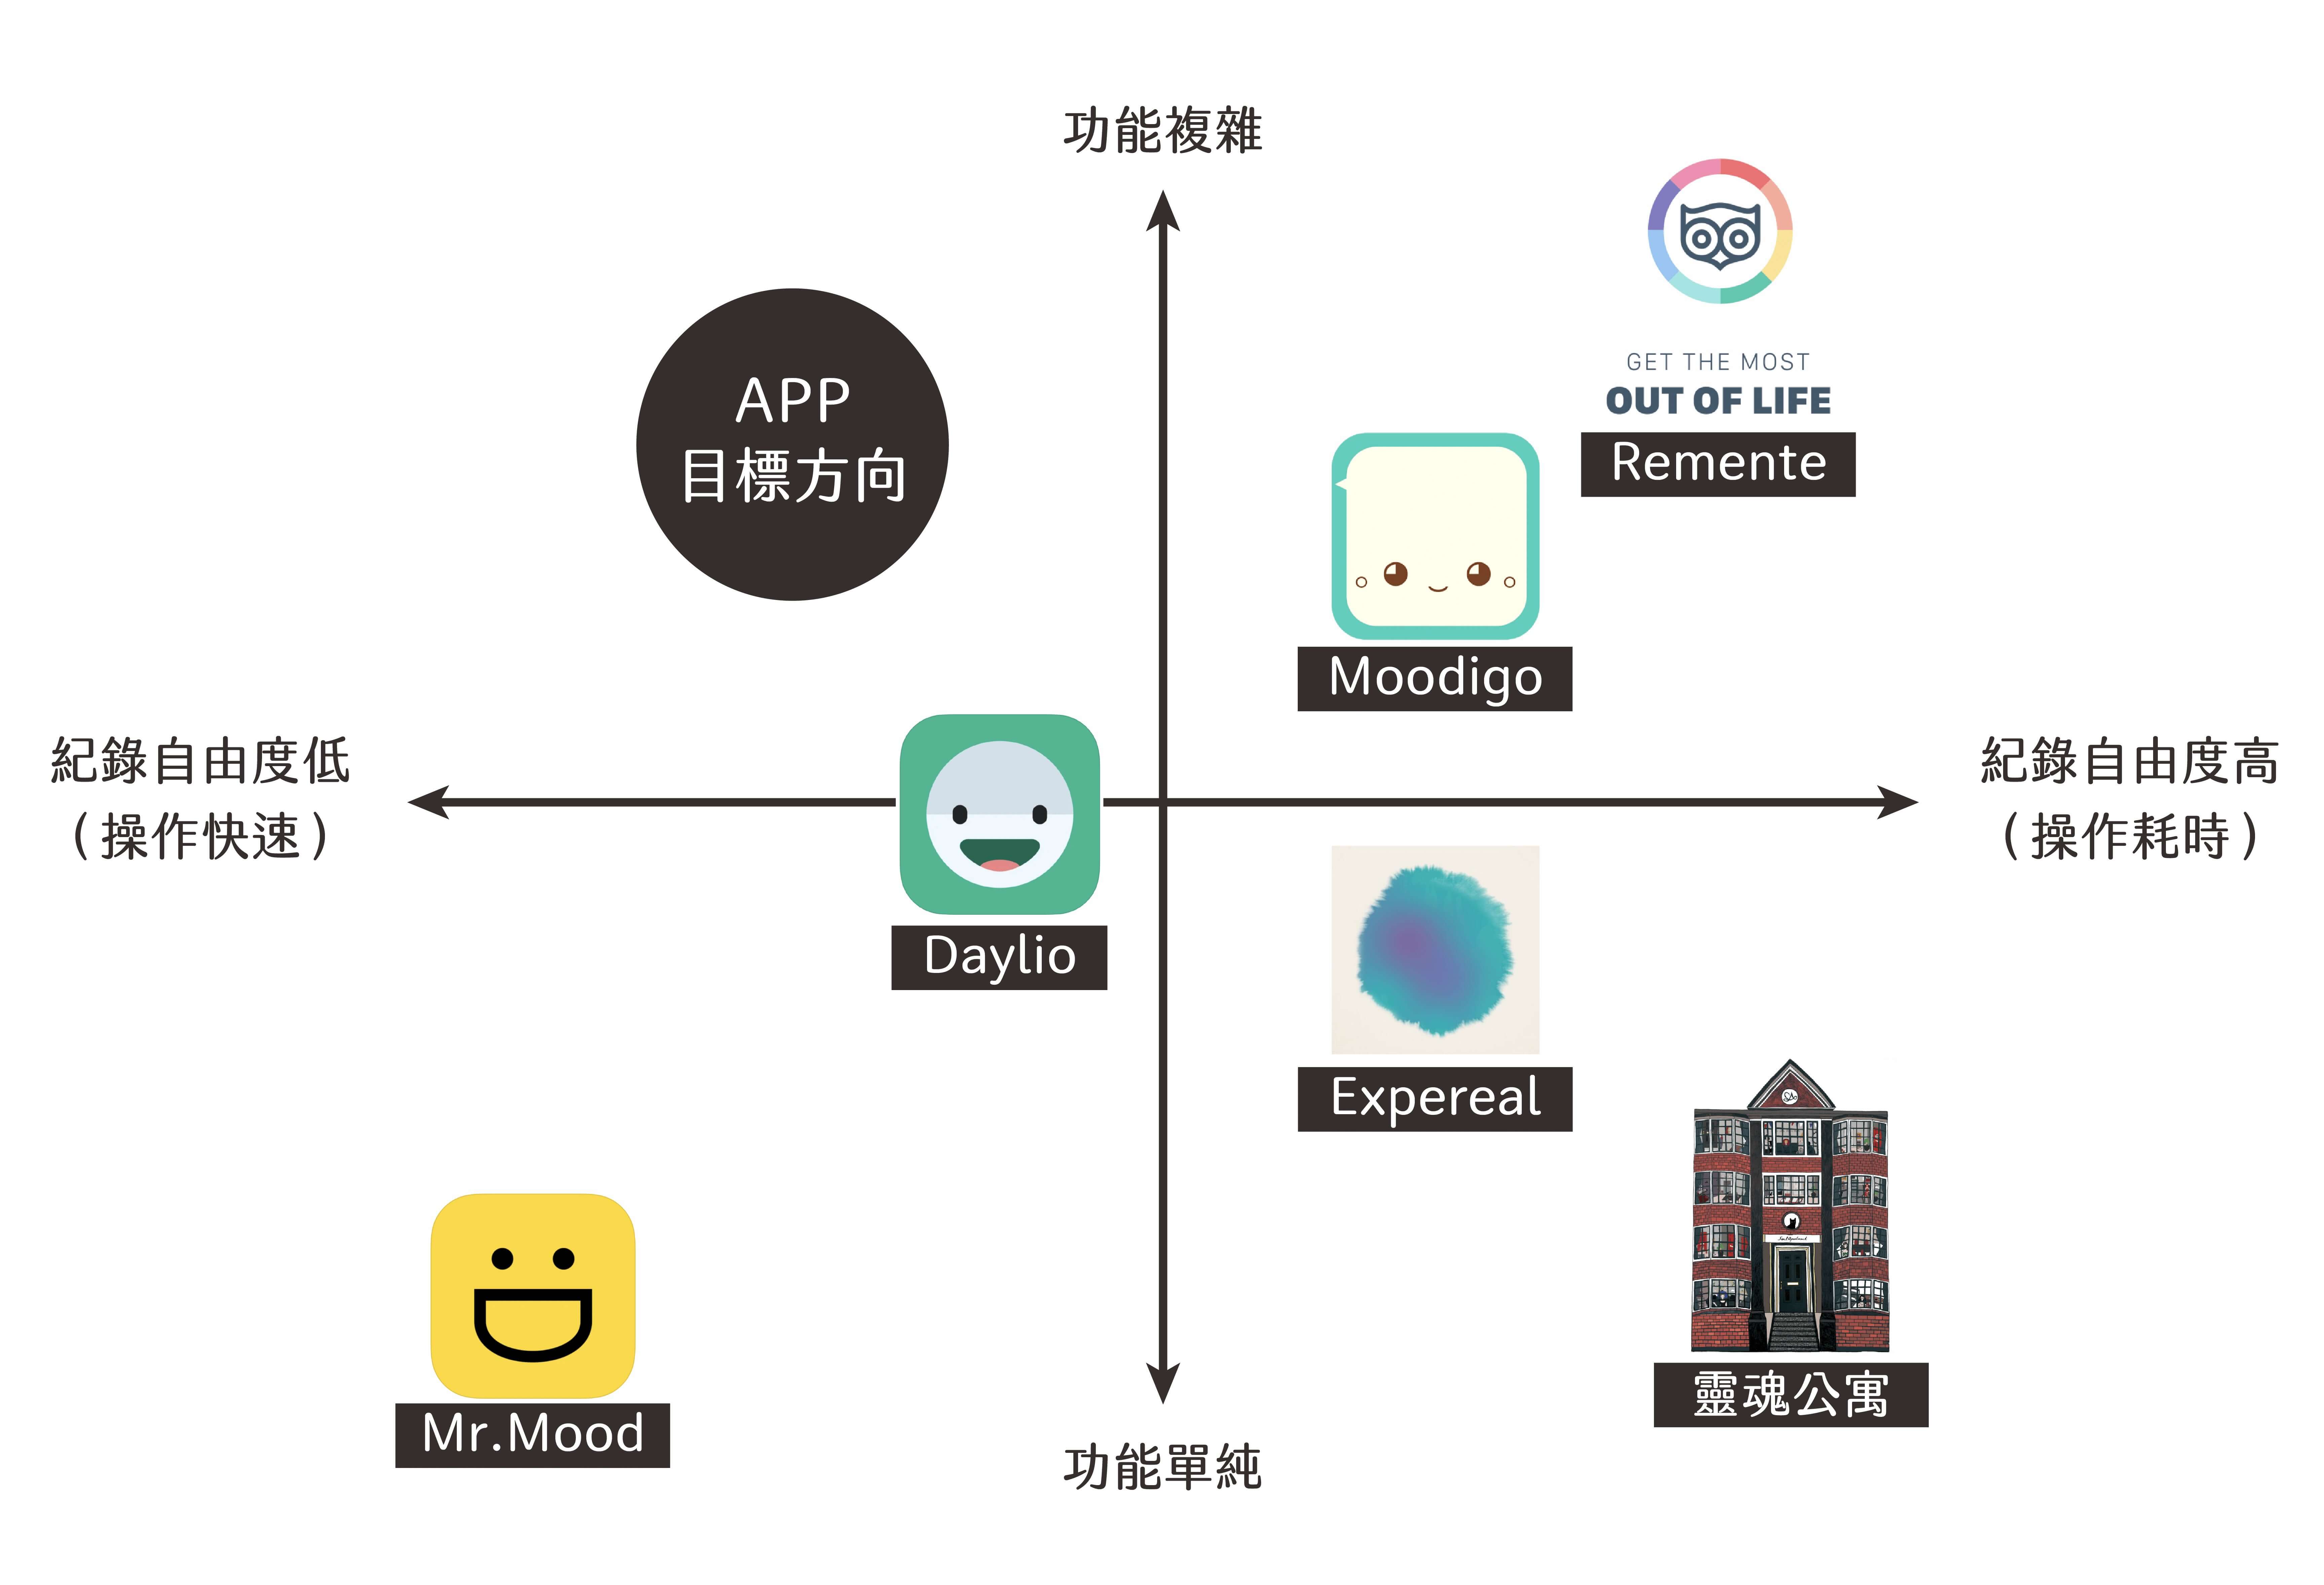 功能複雜
GET THE MOST
OUT OF LIFE
Remente
APP
目標方向
Moodigo
紀錄自由度低
（操作快速）
紀錄自由度高
（操作耗時）
Daylio
Expereal
靈魂公寓
Mr.Mood
功能單純